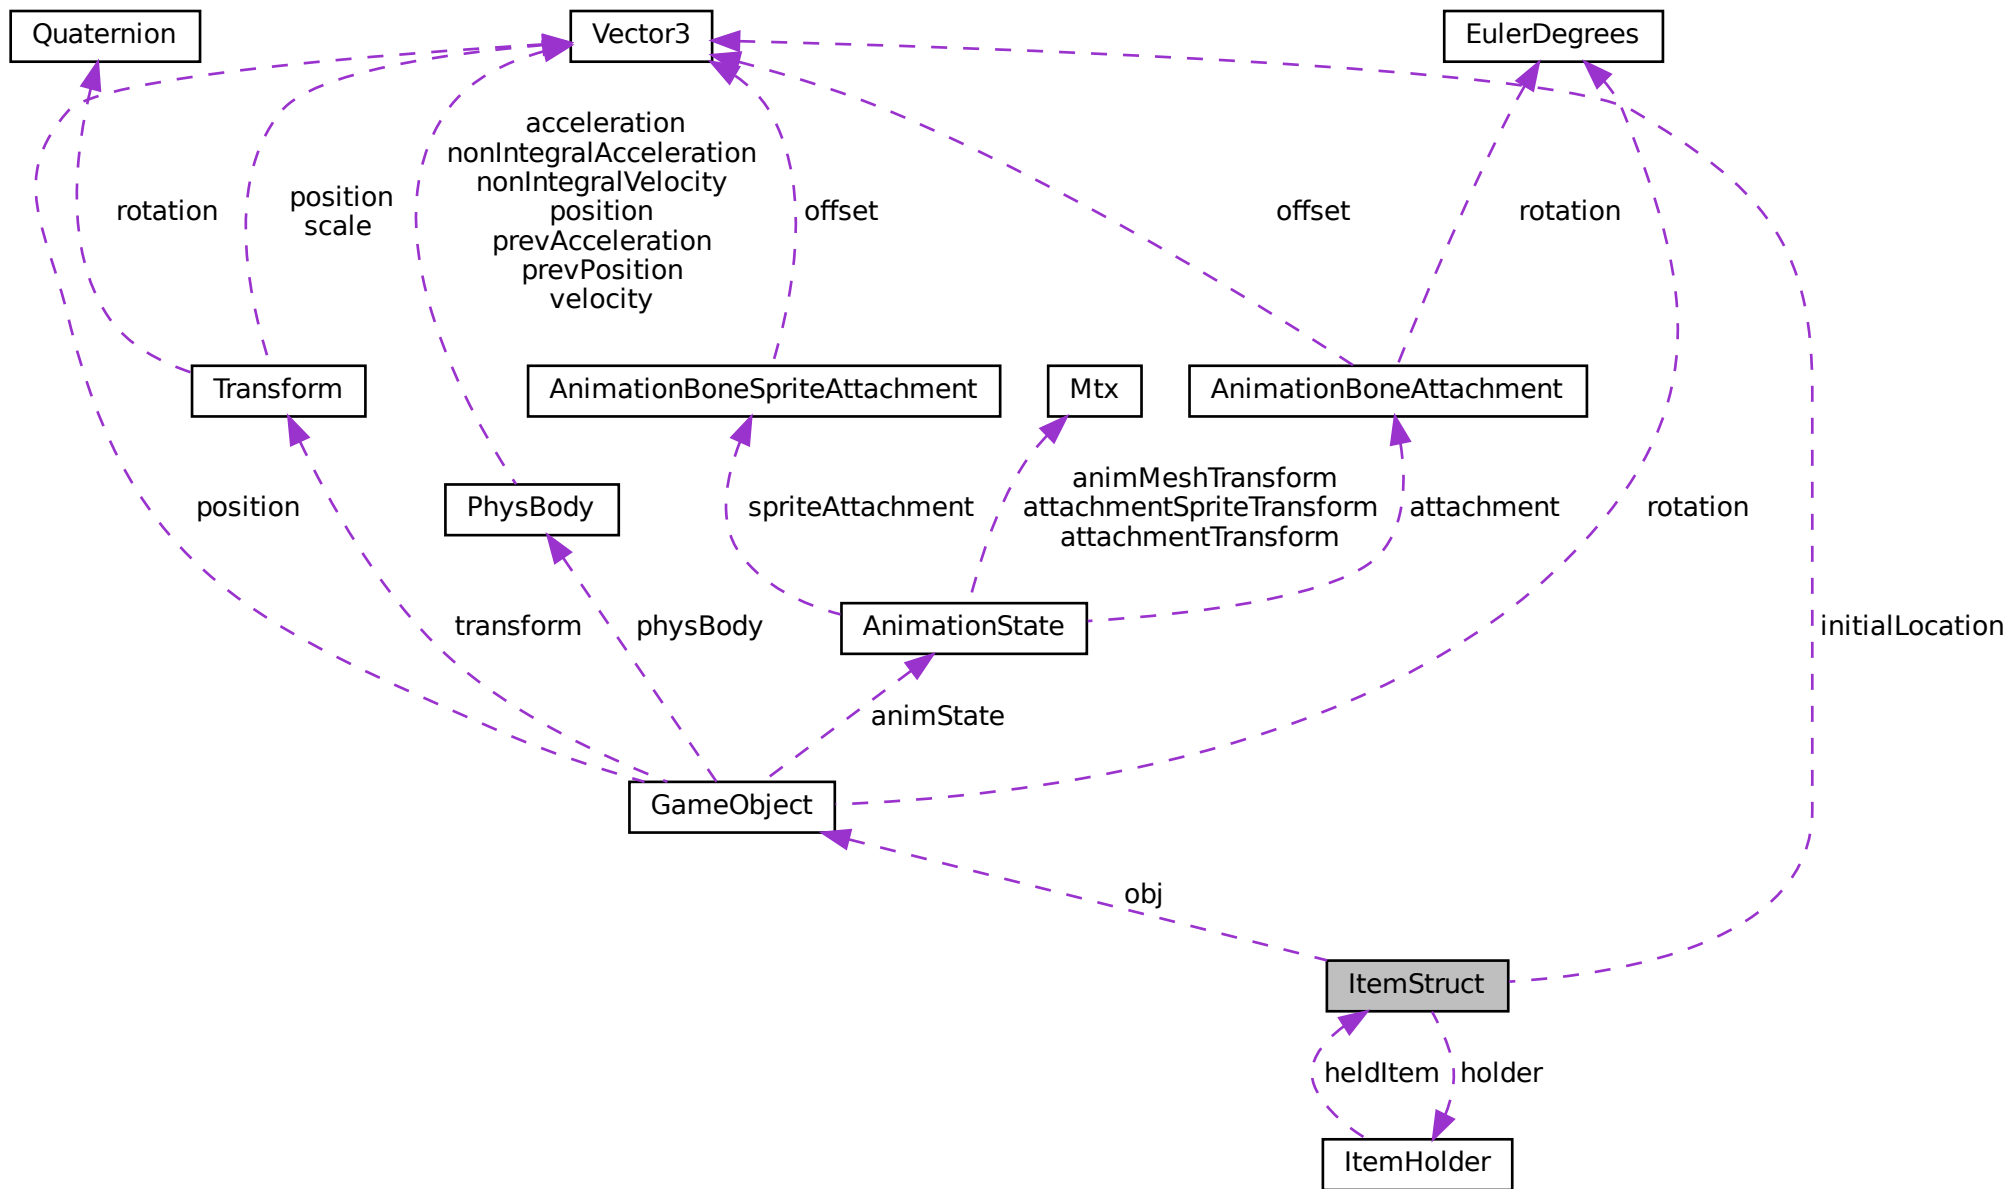 Quaternion
Vector3
EulerDegrees
acceleration
nonIntegralAcceleration
nonIntegralVelocity
position
prevAcceleration
prevPosition
velocity
rotation
position
scale
offset
offset
rotation
Transform
AnimationBoneSpriteAttachment
Mtx
AnimationBoneAttachment
position
PhysBody
spriteAttachment
animMeshTransform
attachmentSpriteTransform
attachmentTransform
attachment
rotation
transform
physBody
AnimationState
initialLocation
animState
GameObject
obj
ItemStruct
heldItem
holder
ItemHolder